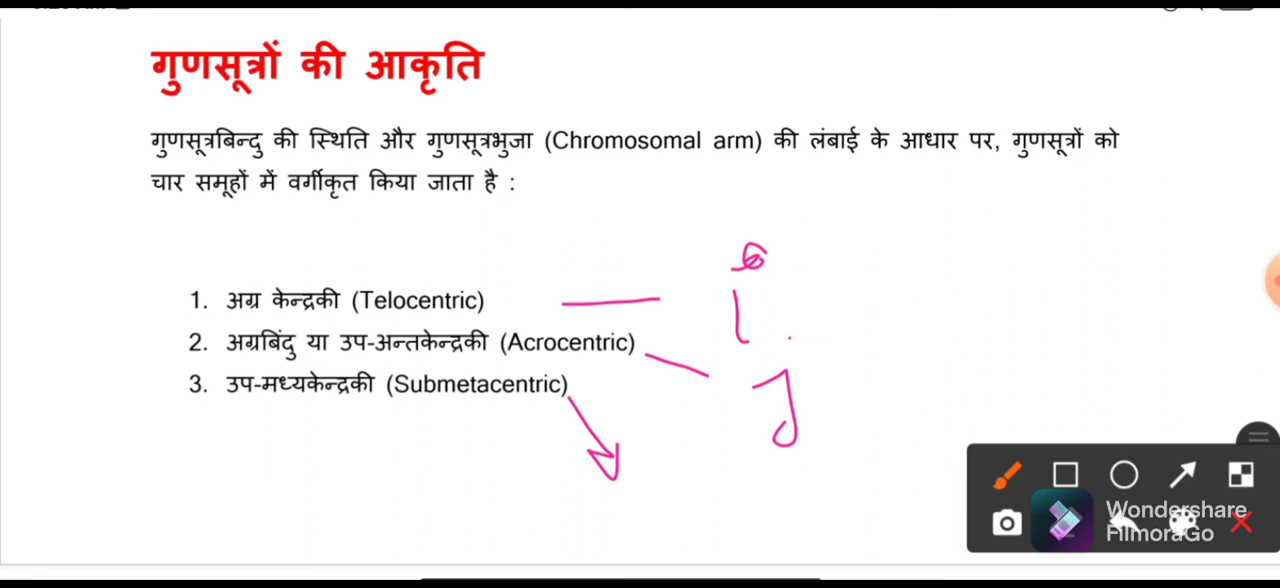 गुणसूत्रों की आकृति
गुणसूत्रबिन्दु की स्थिति और गुणसूत्रभुजा (Chromosomal arm) की लंबाई के आधार पर, गुणसूत्रों को
चार समूहों में वर्गीकृत किया जाता है :
1. अग्र केन्द्रकी (Telocentric)
2. अग्रबिंदु या उप-अन्तकेन्द्रकी (Acrocentric)
3. उप-मध्यकेन्द्रकी (Submetacentric)
l
J
Wondershare
FilmoraGo